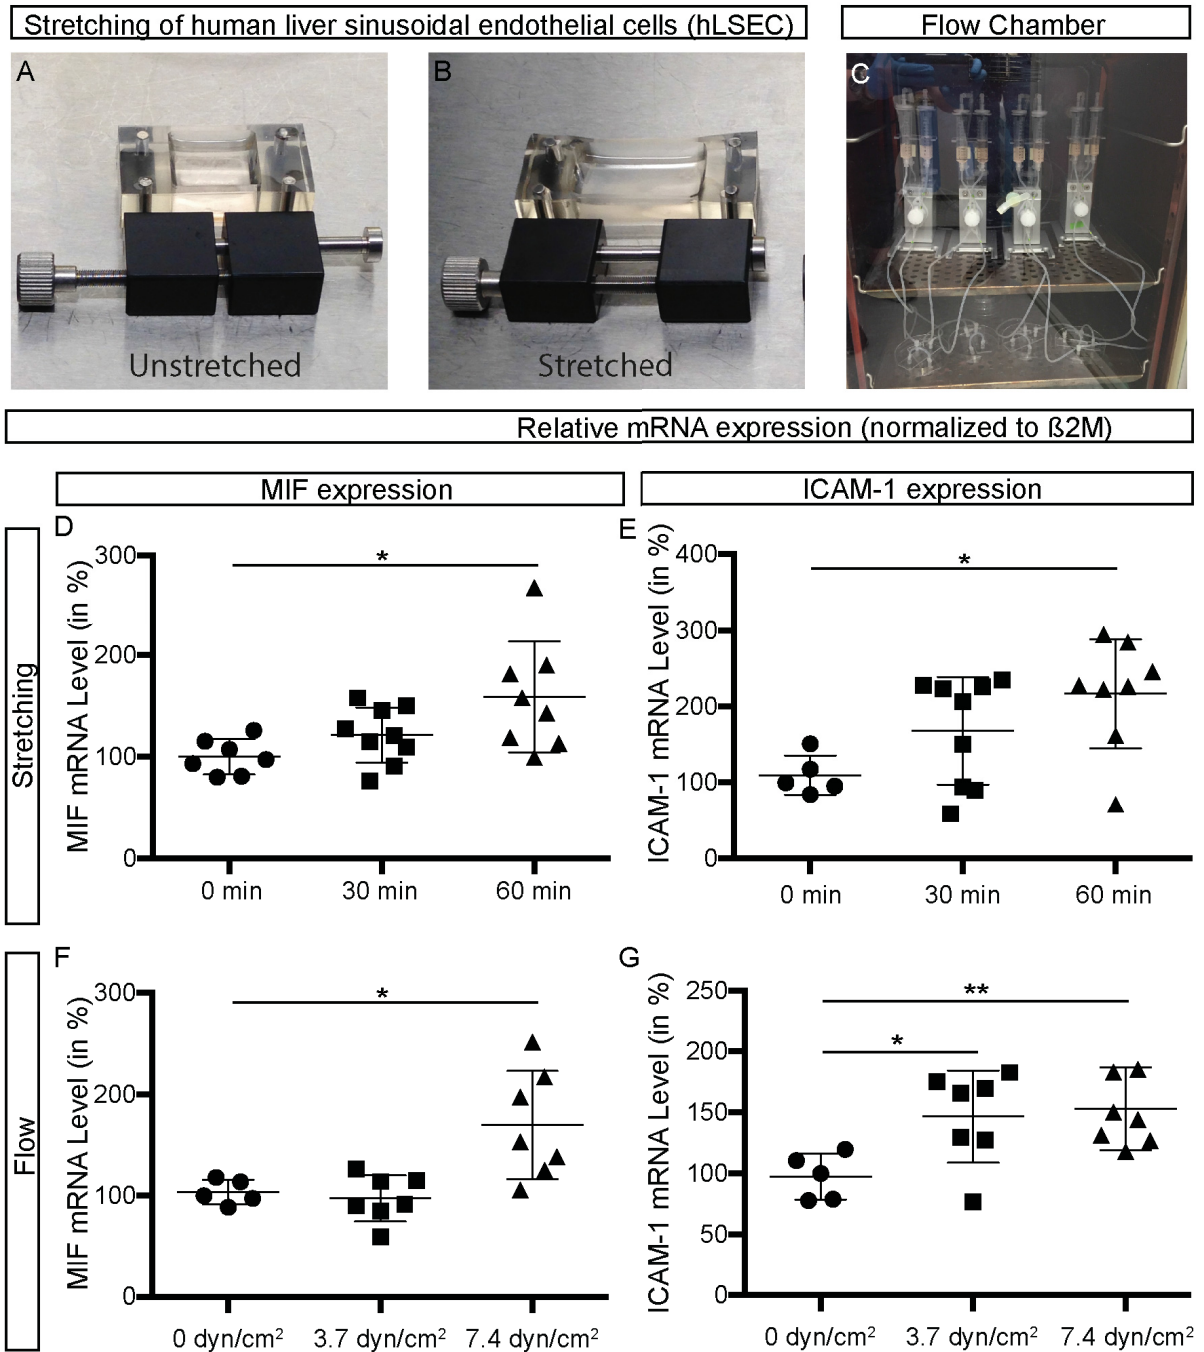 Stretching of human liver sinusoidal endothelial cells (hLSEC)
Flow Chamber
A
B
C
Unstretched
Stretched
Relative mRNA expression (normalized to ß2M)
MIF expression
ICAM-1 expression
Stretching
D
MIF mRNA Level (in %)
300
200
100
0
*
0 min
30 min
60 min
E
ICAM-1 mRNA Level (in %)
400
300
200
100
0
*
0 min
30 min
60 min
Flow
F
MIF mRNA Level (in %)
300
200
100
0
*
0 dyn/cm²
3.7 dyn/cm²
7.4 dyn/cm²
G
ICAM-1 mRNA Level (in %)
250
200
150
100
50
0
**
*
0 dyn/cm²
3.7 dyn/cm²
7.4 dyn/cm²